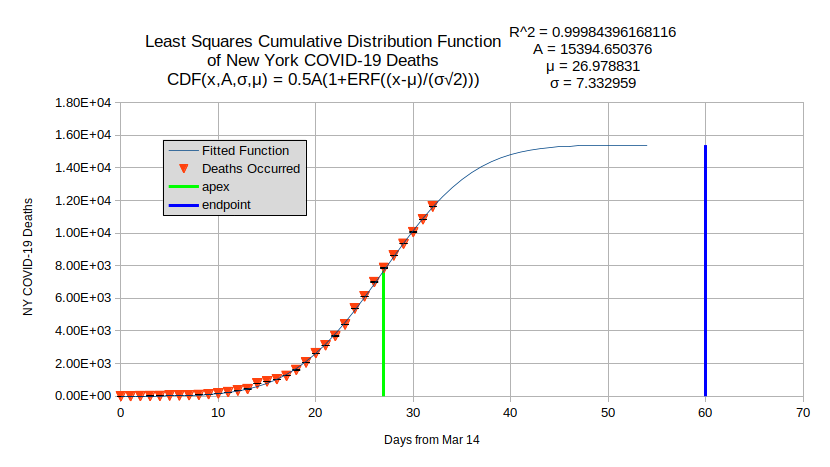 Least Squares Cumulative Distribution Function
of New York COVID-19 Deaths
CDF(x,A,σ,μ) = 0.5A(1+ERF((x-μ)/(σ√2)))
R^2 = 0.99984396168116
A = 15394.650376
μ = 26.978831
σ = 7.332959
1.80E+04
1.60E+04
1.40E+04
1.20E+04
1.00E+04
8.00E+03
6.00E+03
4.00E+03
2.00E+03
0.00E+00
NY COVID-19 Deaths
Fitted Function
Deaths Occurred
apex
endpoint
0 10 20 30 40 50 60 70
Days from Mar 14